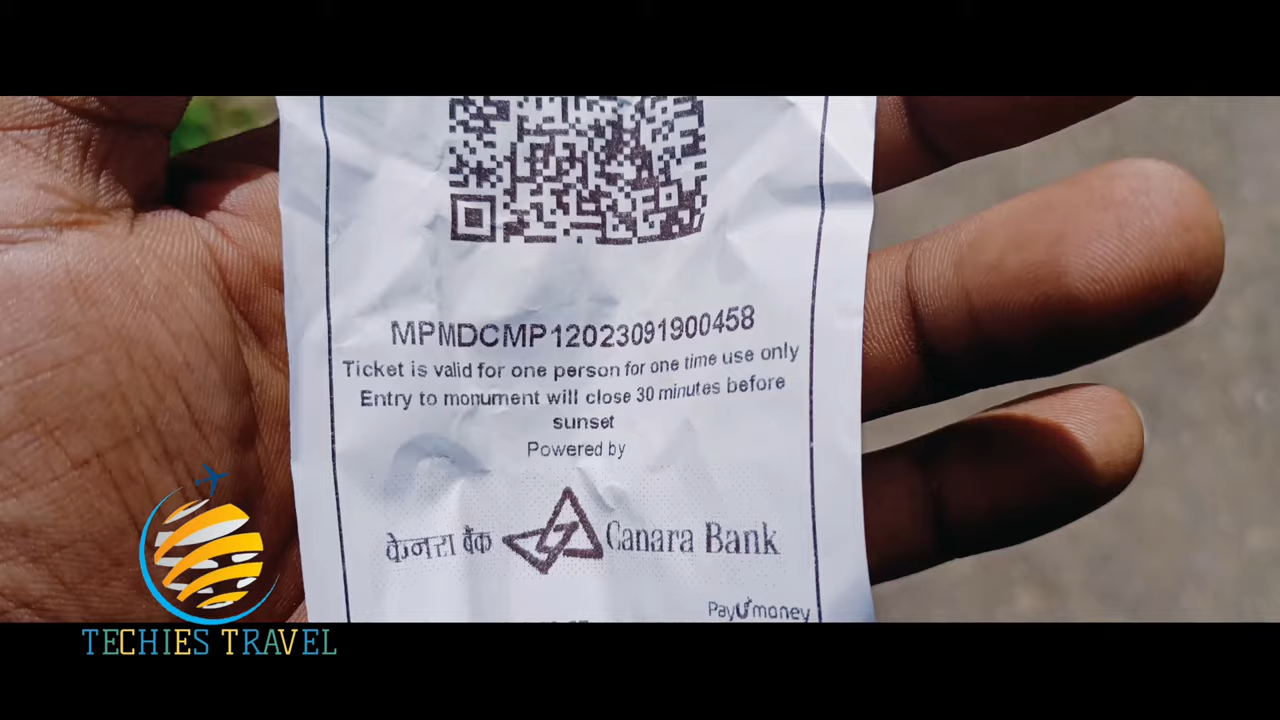 MPMDCMP12023091900458
Ticket is valid for one person for one time use only
Entry to monument will close 30 minutes before
sunset
Powered by
केनरा बैंक Canara Bank
PayUmoney
TECHIES TRAVEL